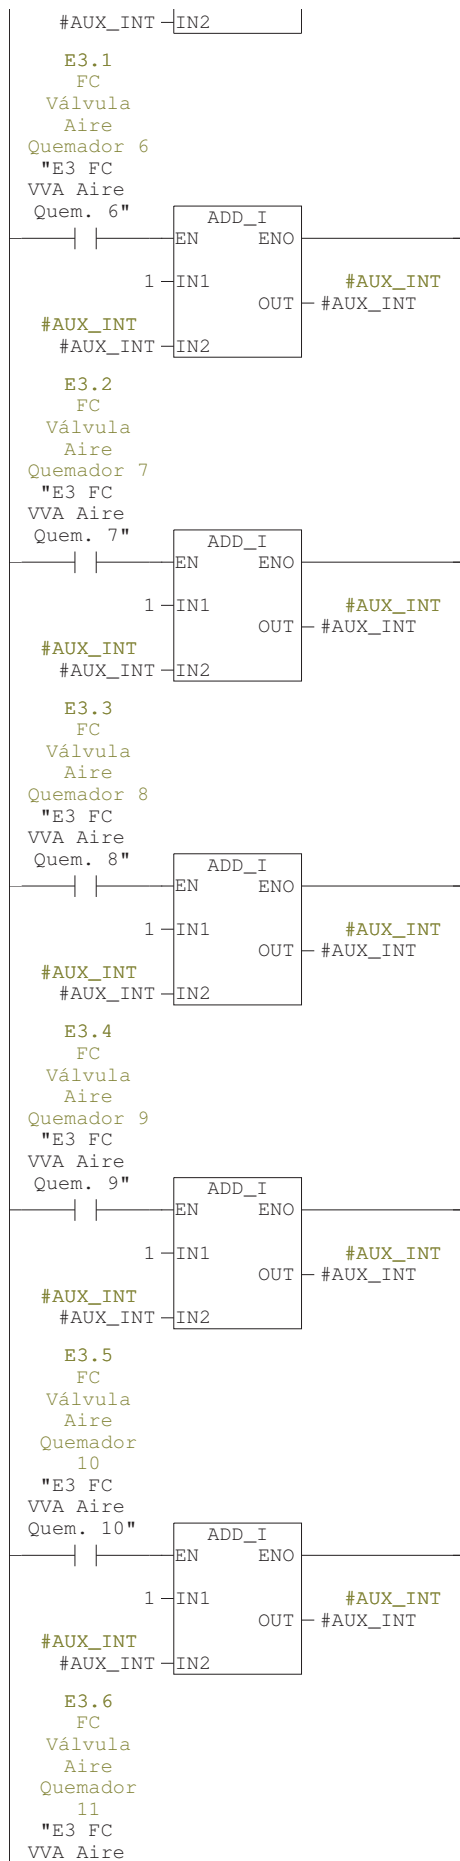 #AUX_INT IN2
E3.1
FC
Válvula
Aire
Quemador 6
"E3 FC
VVA Aire
Quem. 6"
ADD_I
EN ENO
1 IN1 #AUX_INT
OUT #AUX_INT
#AUX_INT
#AUX_INT IN2
E3.2
FC
Válvula
Aire
Quemador 7
"E3 FC
VVA Aire
Quem. 7"
ADD_I
EN ENO
1 IN1 #AUX_INT
OUT #AUX_INT
#AUX_INT
#AUX_INT IN2
E3.3
FC
Válvula
Aire
Quemador 8
"E3 FC
VVA Aire
Quem. 8"
ADD_I
EN ENO
1 IN1 #AUX_INT
OUT #AUX_INT
#AUX_INT
#AUX_INT IN2
E3.4
FC
Válvula
Aire
Quemador 9
"E3 FC
VVA Aire
Quem. 9"
ADD_I
EN ENO
1 IN1 #AUX_INT
OUT #AUX_INT
#AUX_INT
#AUX_INT IN2
E3.5
FC
Válvula
Aire
Quemador
10
"E3 FC
VVA Aire
Quem. 10"
ADD_I
EN ENO
1 IN1 #AUX_INT
OUT #AUX_INT
#AUX_INT
#AUX_INT IN2
E3.6
FC
Válvula
Aire
Quemador
11
"E3 FC
VVA Aire